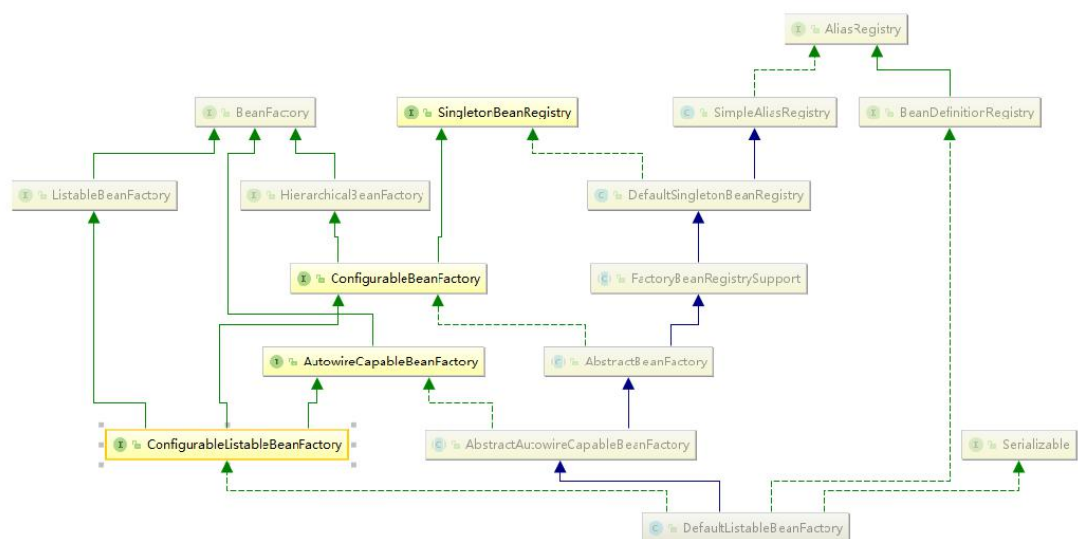 AliasRegistry
BeanFactory
SingletonBeanRegistry
SimpleAliasRegistry
BeanDefinitionRegistry
ListableBeanFactory
HierarchicalBeanFactory
DefaultSingletonBeanRegistry
ConfigurableBeanFactory
FactoryBeanRegistrySupport
AutowireCapableBeanFactory
AbstractBeanFactory
ConfigurableListableBeanFactory
AbstractAutowireCapableBeanFactory
Serializable
DefaultListableBeanFactory